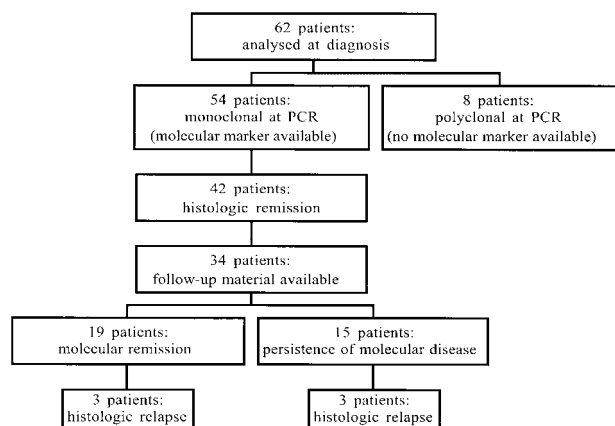 62 patients:
analysed at diagnosis
54 patients:
monoclonal at PCR
(molecular marker available)
8 patients:
polyclonal at PCR
(no molecular marker available)
42 patients:
histologic remission
34 patients:
follow-up material available
19 patients:
molecular remission
15 patients:
persistence of molecular disease
3 patients:
histologic relapse
3 patients:
histologic relapse